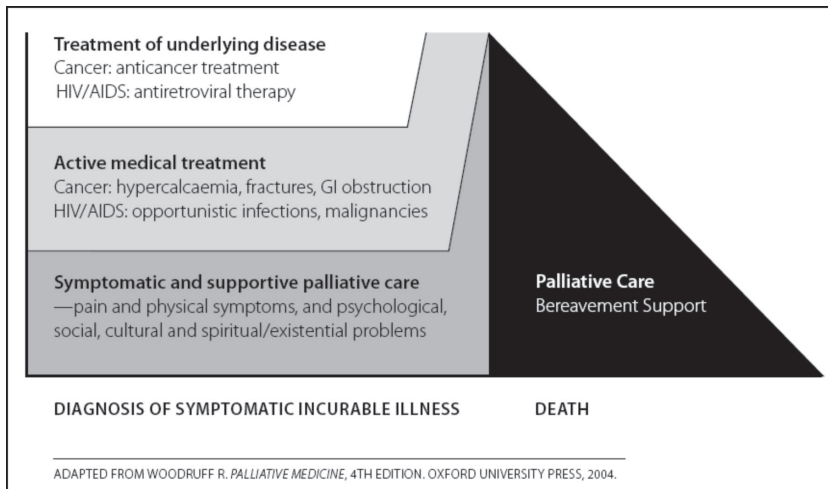 Treatment of underlying disease
Cancer: anticancer treatment
HIV/AIDS: antiretroviral therapy
Active medical treatment
Cancer: hypercalcaemia, fractures, GI obstruction
HIV/AIDS: opportunistic infections, malignancies
Symptomatic and supportive palliative care
—pain and physical symptoms, and psychological,
social, cultural and spiritual/existential problems
Palliative Care
Bereavement Support
DIAGNOSIS OF SYMPTOMATIC INCURABLE ILLNESS
DEATH
ADAPTED FROM WOODRUFF R. PALLIATIVE MEDICINE, 4TH EDITION. OXFORD UNIVERSITY PRESS, 2004.